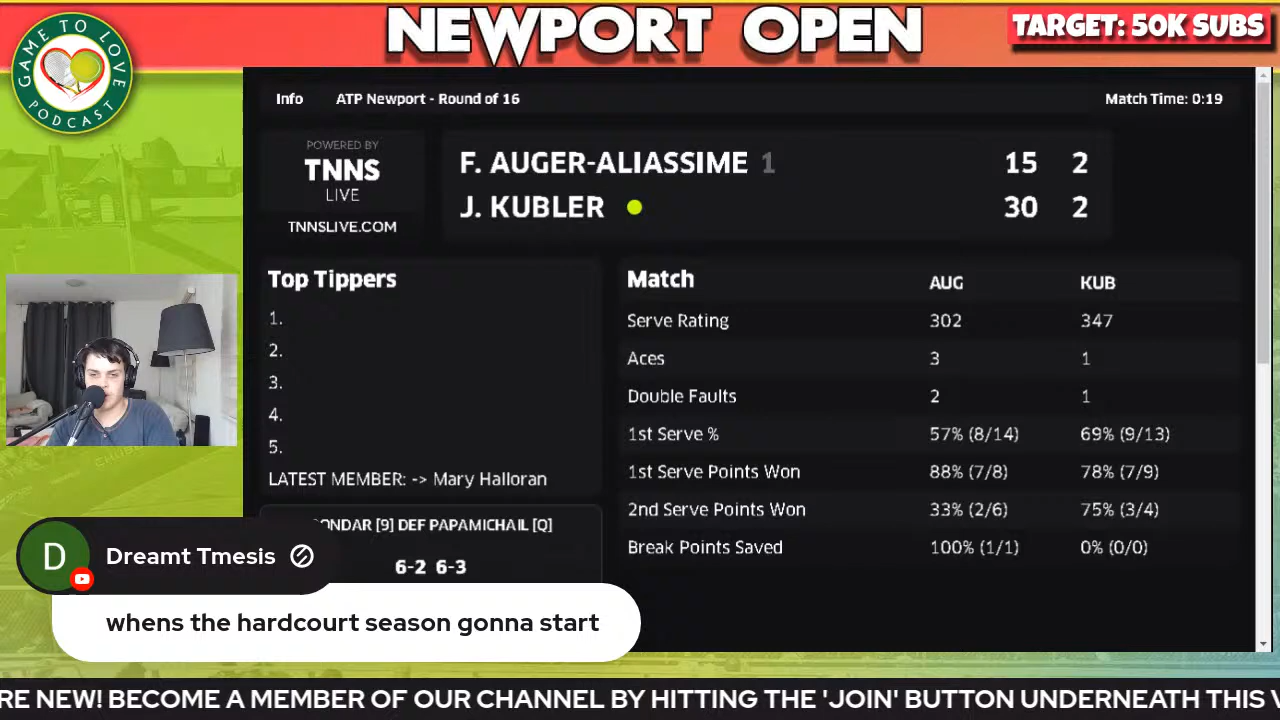 GAME TO LOVE
PODCAST
NEWPORT OPEN
TARGET: 50K SUBS
Info
ATP Newport - Round of 16
Match Time: 0:19
POWERED BY
TNNS
LIVE
TNNSLIVE.COM
F. AUGER-ALIASSIME 1 15 2
J. KUBLER 30 2
Top Tippers
1.
2.
3.
4.
5.
LATEST MEMBER: -> Mary Halloran
[9] DEF PAPAMICHAIL [Q]
6-2 6-3
Match AUG KUB
Serve Rating 302 347
Aces 3 1
Double Faults 2 1
1st Serve % 57% (8/14) 69% (9/13)
1st Serve Points Won 88% (7/8) 78% (7/9)
2nd Serve Points Won 33% (2/6) 75% (3/4)
Break Points Saved 100% (1/1) 0% (0/0)
D
Dreamt Tmesis
whens the hardcourt season gonna start
RE NEW! BECOME A MEMBER OF OUR CHANNEL BY HITTING THE 'JOIN' BUTTON UNDERNEATH THIS